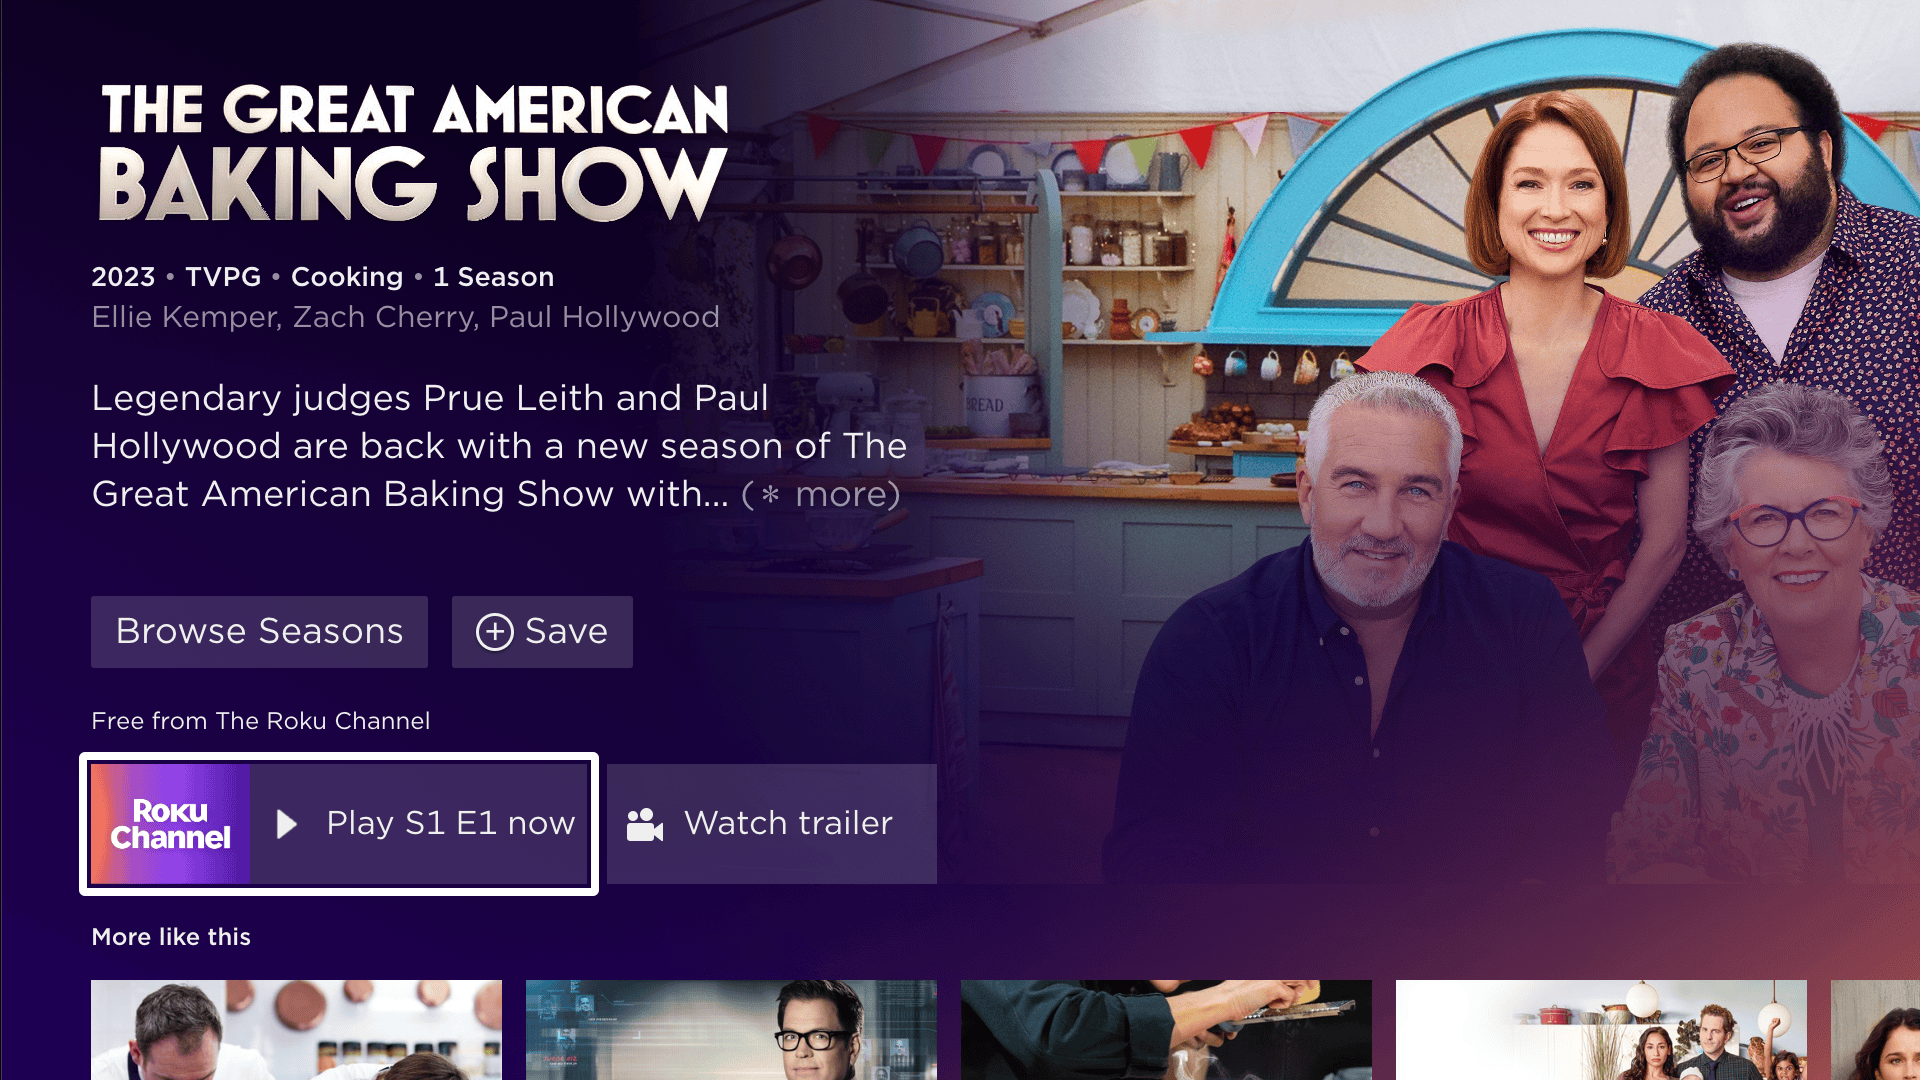 THE GREAT AMERICAN
BAKING SHOW
2023 • TVPG • Cooking • 1 Season
Ellie Kemper, Zach Cherry, Paul Hollywood
Legendary judges Prue Leith and Paul
Hollywood are back with a new season of The
Great American Baking Show with... (* more)
BREAD
Browse Seasons
Save
Free from The Roku Channel
Roku
Channel
Play S1 E1 now
Watch trailer
More like this